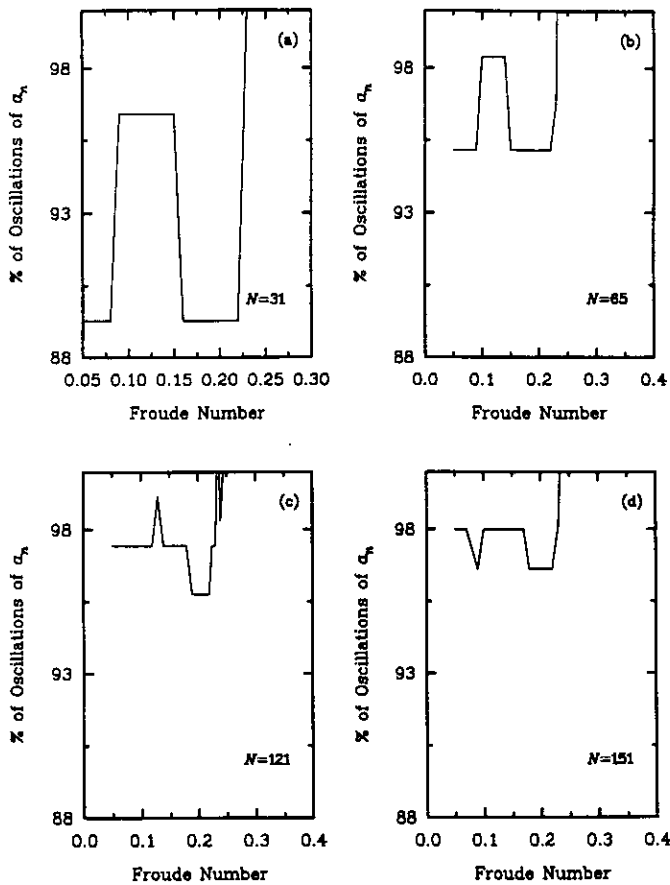 (a)
98
93
88
% of Oscillations of aₙ
N=31
0.05 0.10 0.15 0.20 0.25 0.30
Froude Number
(b)
98
93
88
% of Oscillations of aₙ
N=65
0.0 0.1 0.2 0.3 0.4
Froude Number
(c)
98
93
88
% of Oscillations of aₙ
N=121
0.0 0.1 0.2 0.3 0.4
Froude Number
(d)
98
93
88
% of Oscillations of aₙ
N=151
0.0 0.1 0.2 0.3 0.4
Froude Number